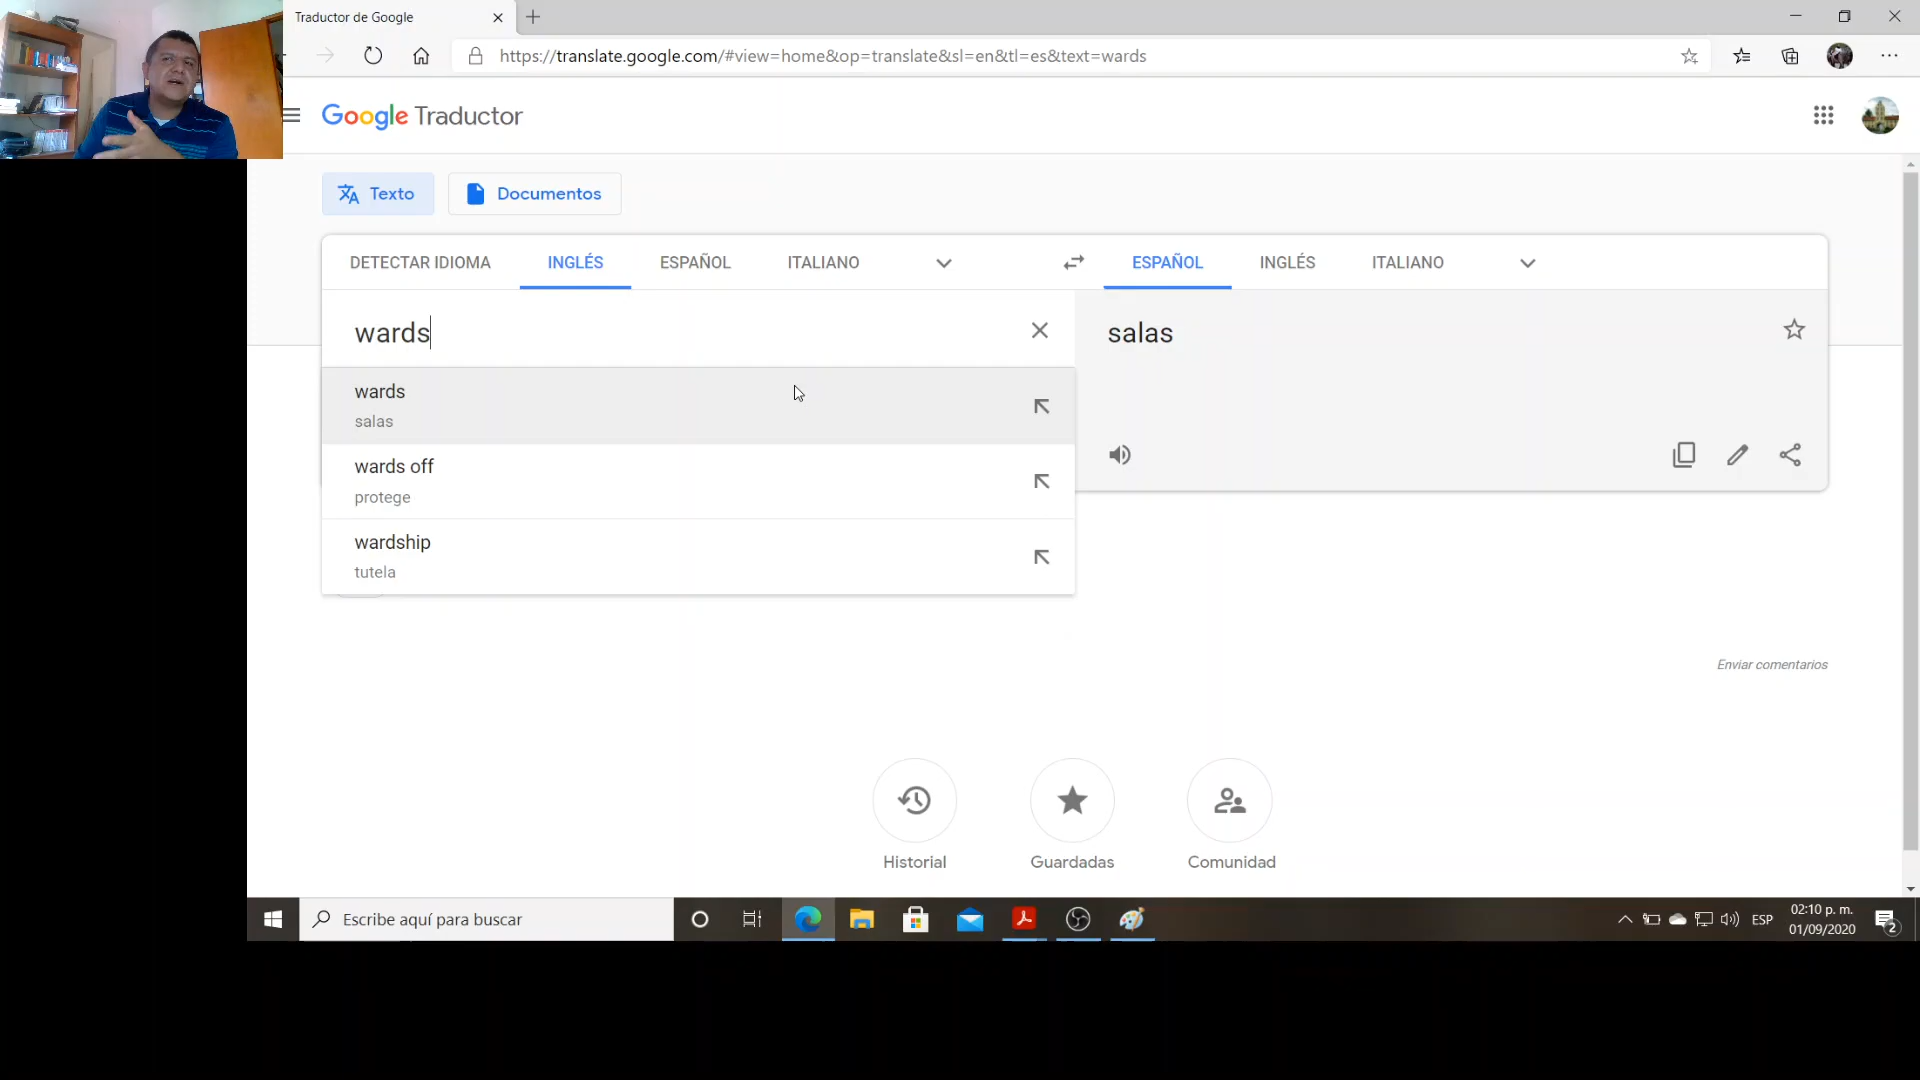 Traductor de Google
https://translate.google.com/#view=home&op=translate&sl=en&tl=es&text=wards
Google Traductor
Texto
Documentos
DETECTAR IDIOMA INGLÉS ESPAÑOL ITALIANO
ESPAÑOL INGLÉS ITALIANO
wards
salas
wards
salas
wards off
protege
wardship
tutela
Enviar comentarios
Historial
Guardadas
Comunidad
Escribe aquí para buscar
ESP
02:10 p. m.
01/09/2020
2